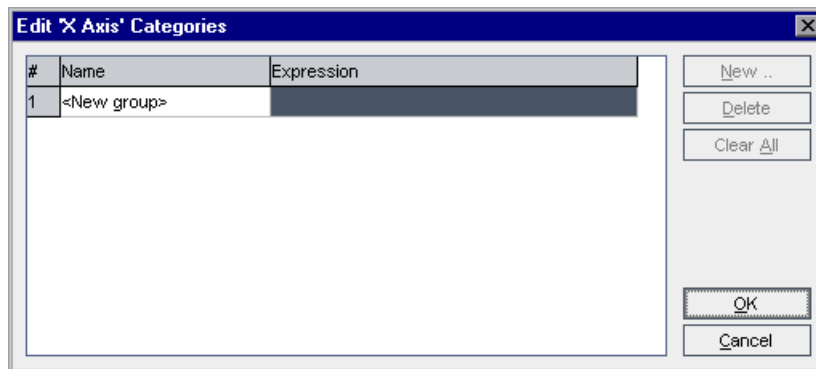 Edit 'X Axis' Categories
# Name Expression
1 <New group>
New ..
Delete
Clear All
OK
Cancel